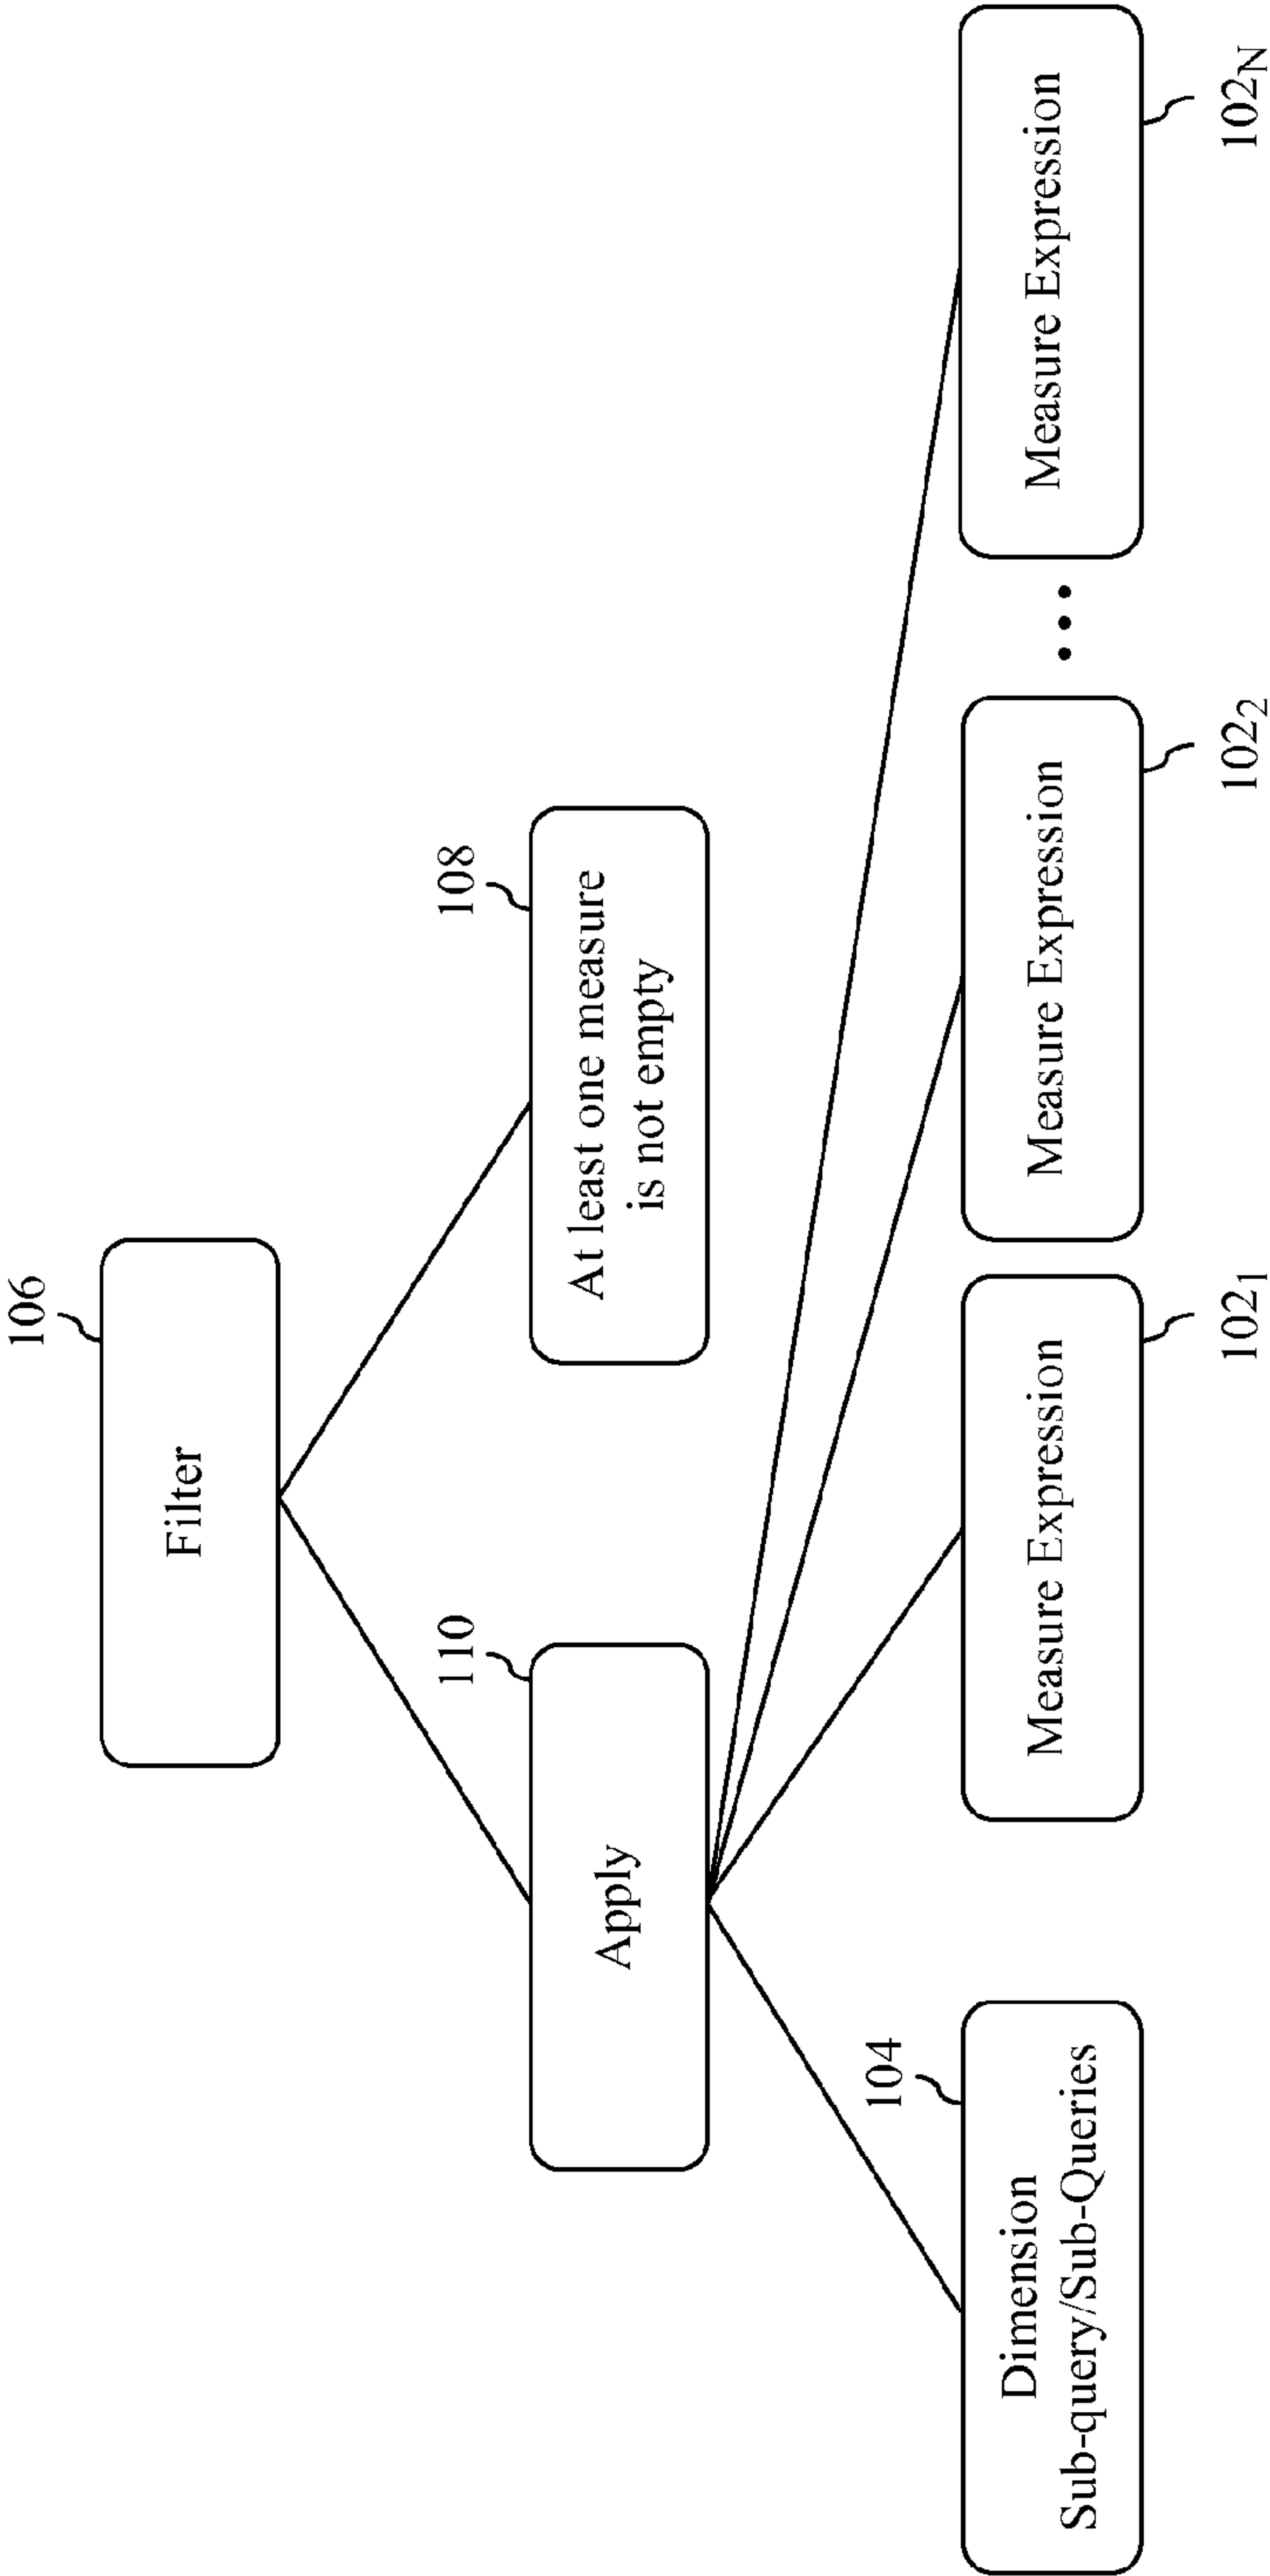 106
Filter
110
Apply
108
At least one measure
is not empty
104
Dimension
Sub-query/Sub-Queries
Measure Expression
102₁
Measure Expression
102₂
...
Measure Expression
102N